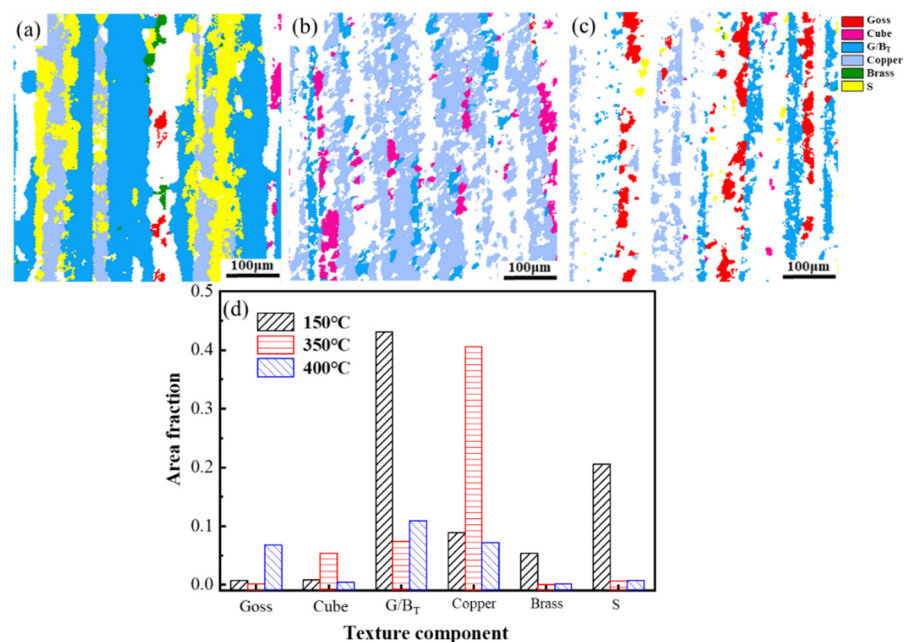 (a)
(b)
(c)
Goss
Cube
G/B_T
Copper
Brass
S
100μm
100μm
100μm
(d)
0.5
0.4
0.3
0.2
0.1
0.0
Area fraction
150°C
350°C
400°C
Goss Cube G/B_T Copper Brass S
Texture component